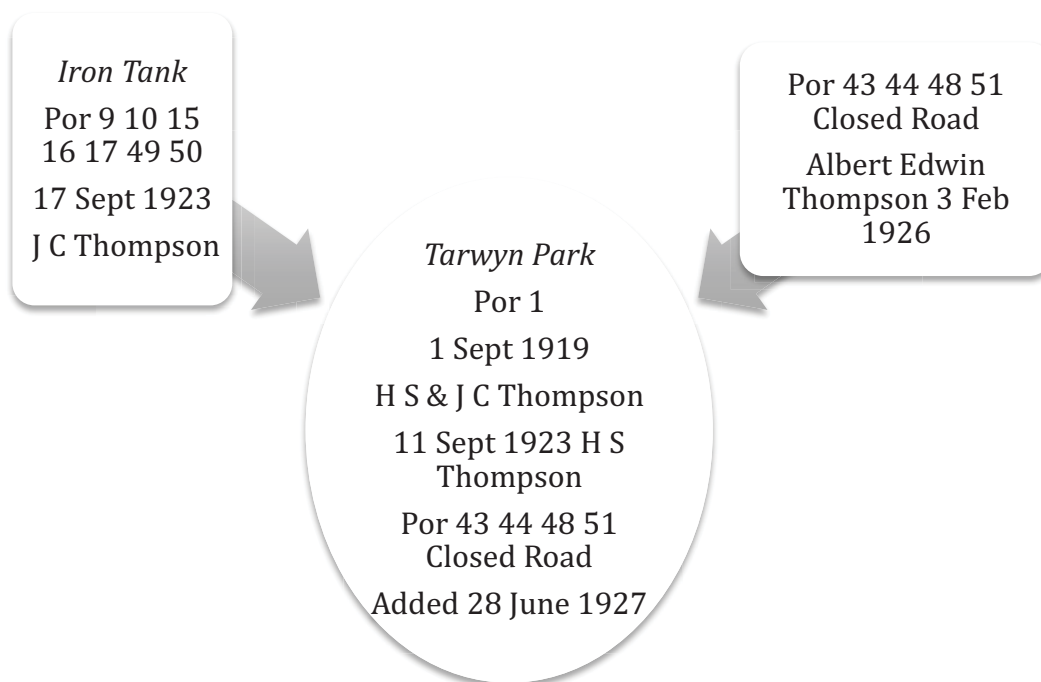 Iron Tank
Por 9 10 15
16 17 49 50
17 Sept 1923
J C Thompson
Por 43 44 48 51
Closed Road
Albert Edwin
Thompson 3 Feb
1926
Tarwyn Park
Por 1
1 Sept 1919
H S & J C Thompson
11 Sept 1923 H S
Thompson
Por 43 44 48 51
Closed Road
Added 28 June 1927